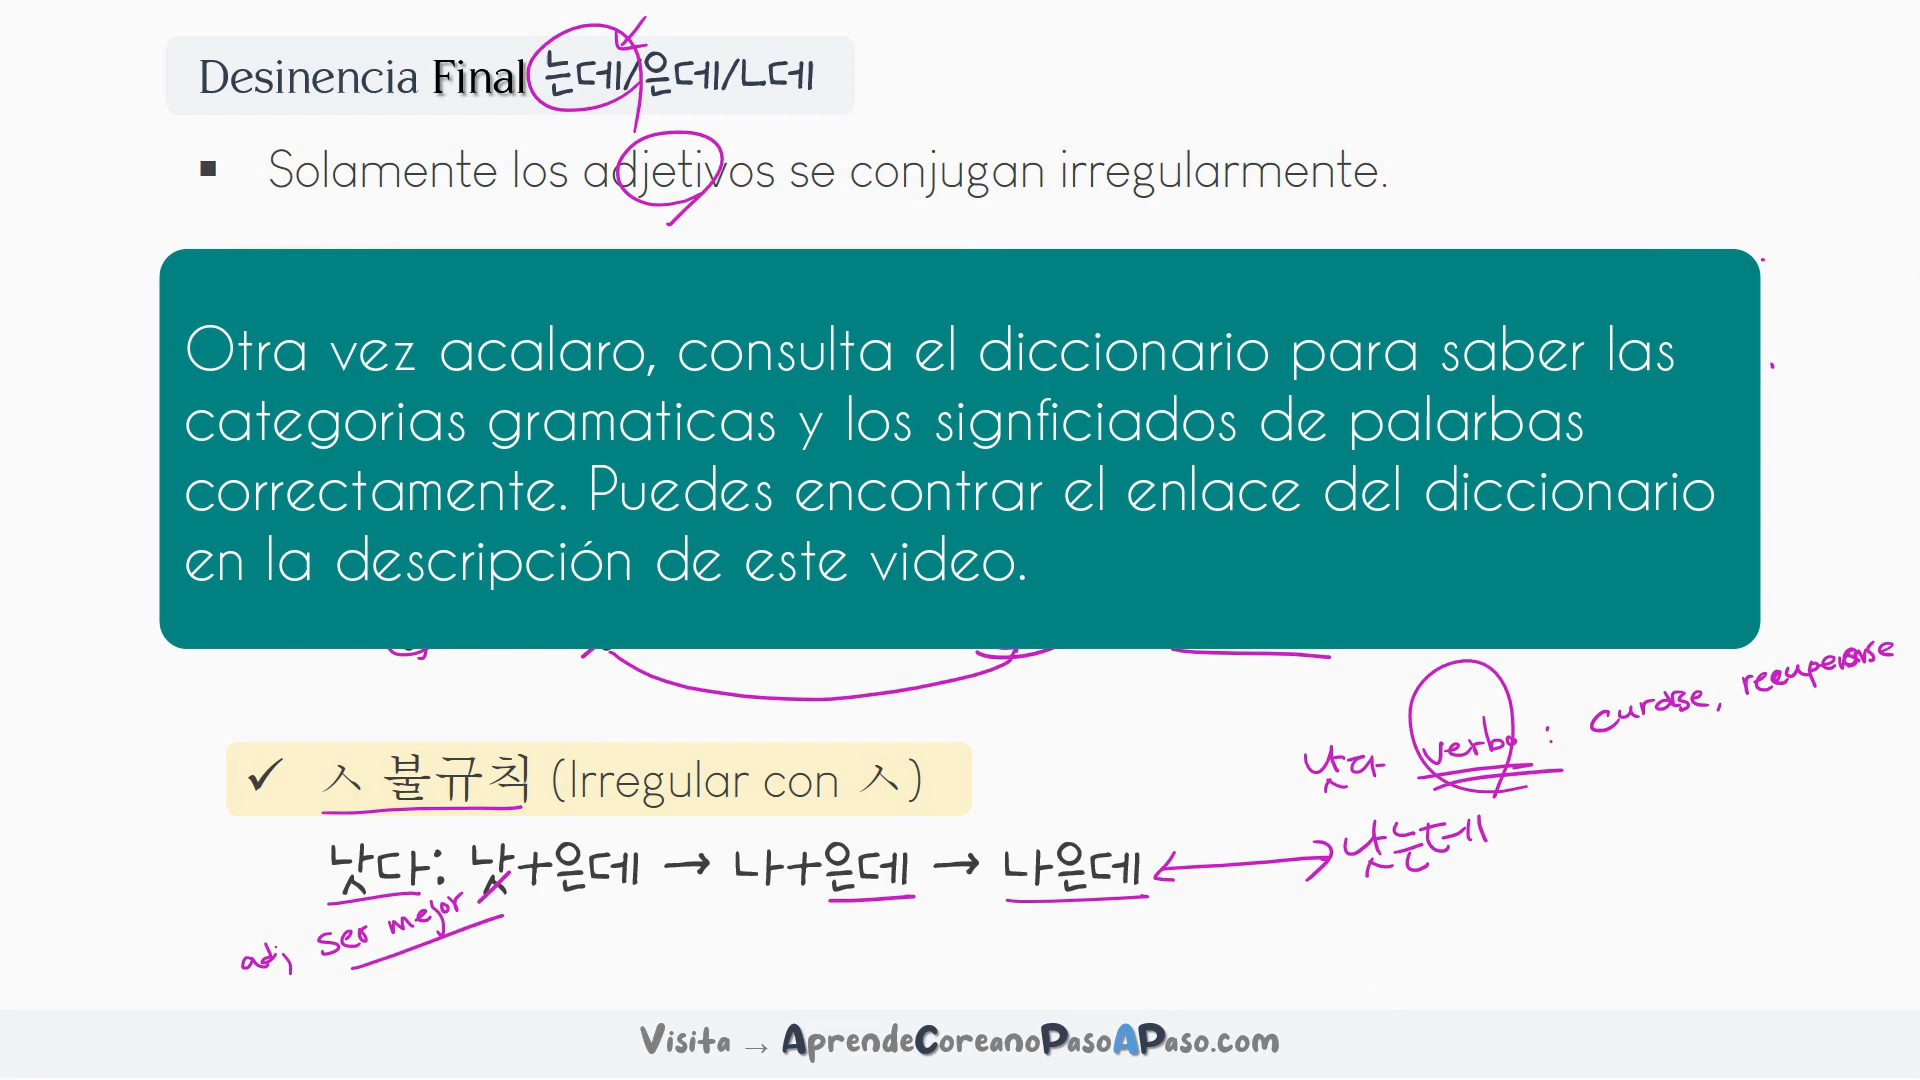 Desinencia Final 는데/은데/ㄴ데
▪ Solamente los adjetivos se conjugan irregularmente.
Otra vez acalaro, consulta el diccionario para saber las
categorias gramaticas y los signficiados de palarbas
correctamente. Puedes encontrar el enlace del diccionario
en la descripción de este video.
낫다 verbo : curarse, recuperarse
✓ ㅅ 불규칙 (Irregular con ㅅ)
낫는데
낫다: 낫+은데 → 나+은데 → 나은데
adj, ser mejor
Visita → AprendeCoreanoPasoAPaso.com